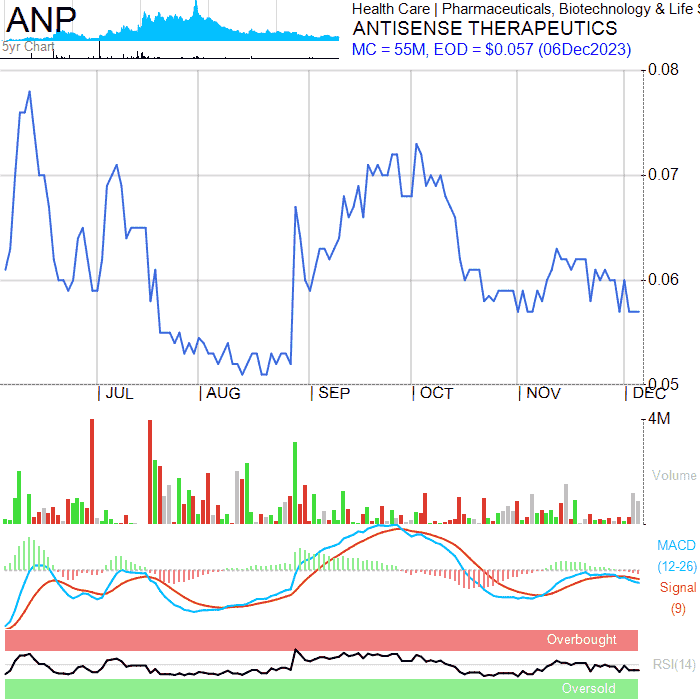 ANP
5yr Chart
Health Care | Pharmaceuticals, Biotechnology & Life
ANTISENSE THERAPEUTICS
MC = 55M, EOD = $0.057 (06Dec2023)
0.08
0.07
0.06
0.05
| JUL
| AUG
| SEP
| OCT
| NOV
| DEC
4M
Volume
MACD
(12-26)
Signal
(9)
Overbought
RSI(14)
Oversold